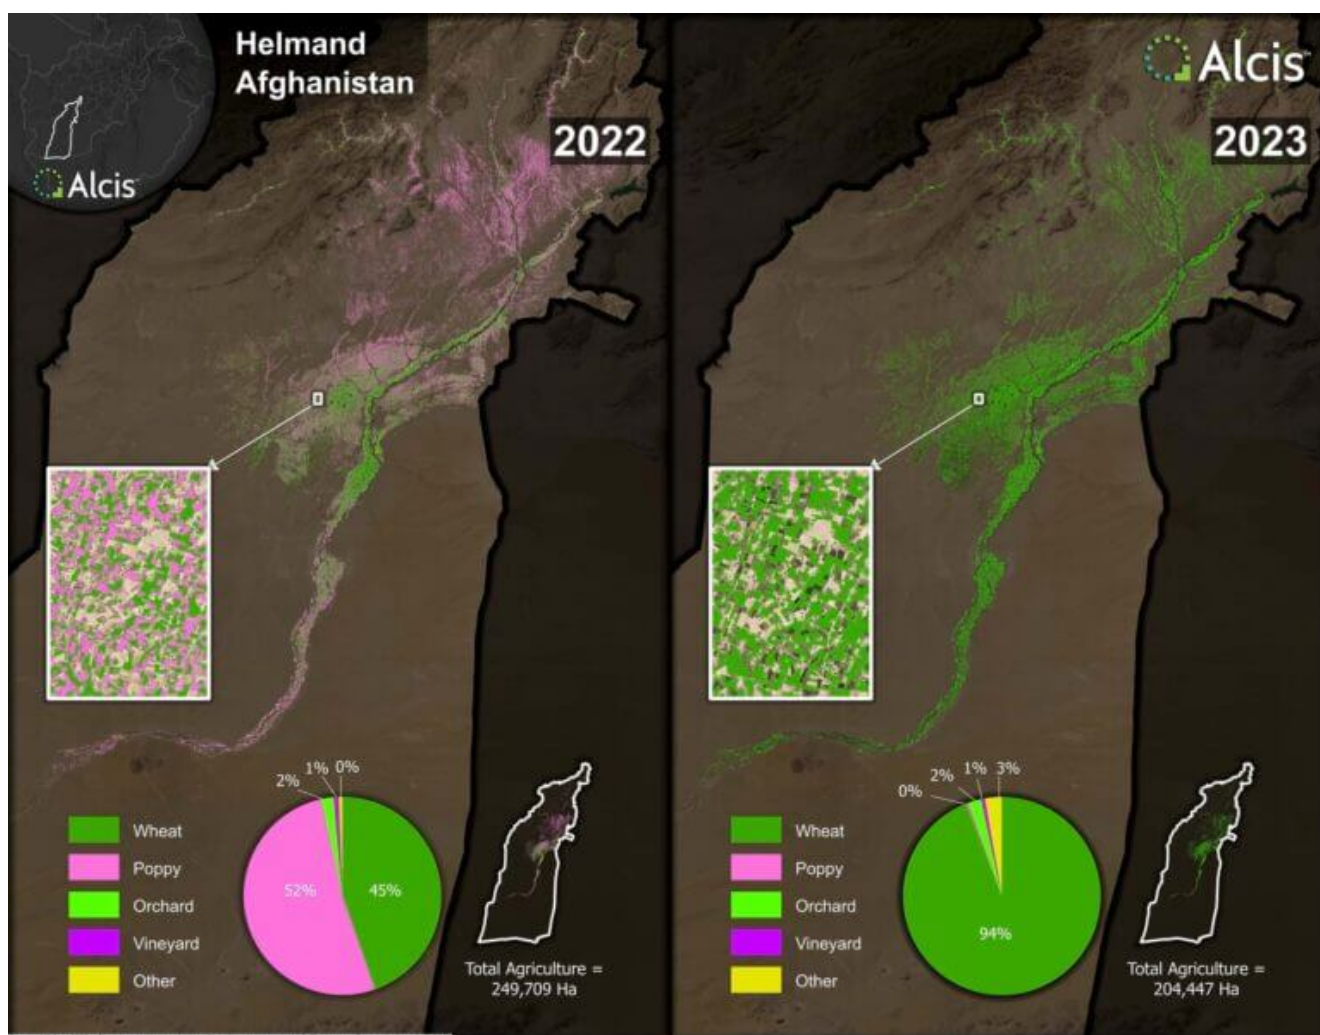 Helmand
Afghanistan
Alcis
2022
2%
1%
0%
52%
45%
Wheat
Poppy
Orchard
Vineyard
Other
Total Agriculture =
249,709 Ha
Alcis
2023
0%
2%
1%
3%
94%
Wheat
Poppy
Orchard
Vineyard
Other
Total Agriculture =
204,447 Ha